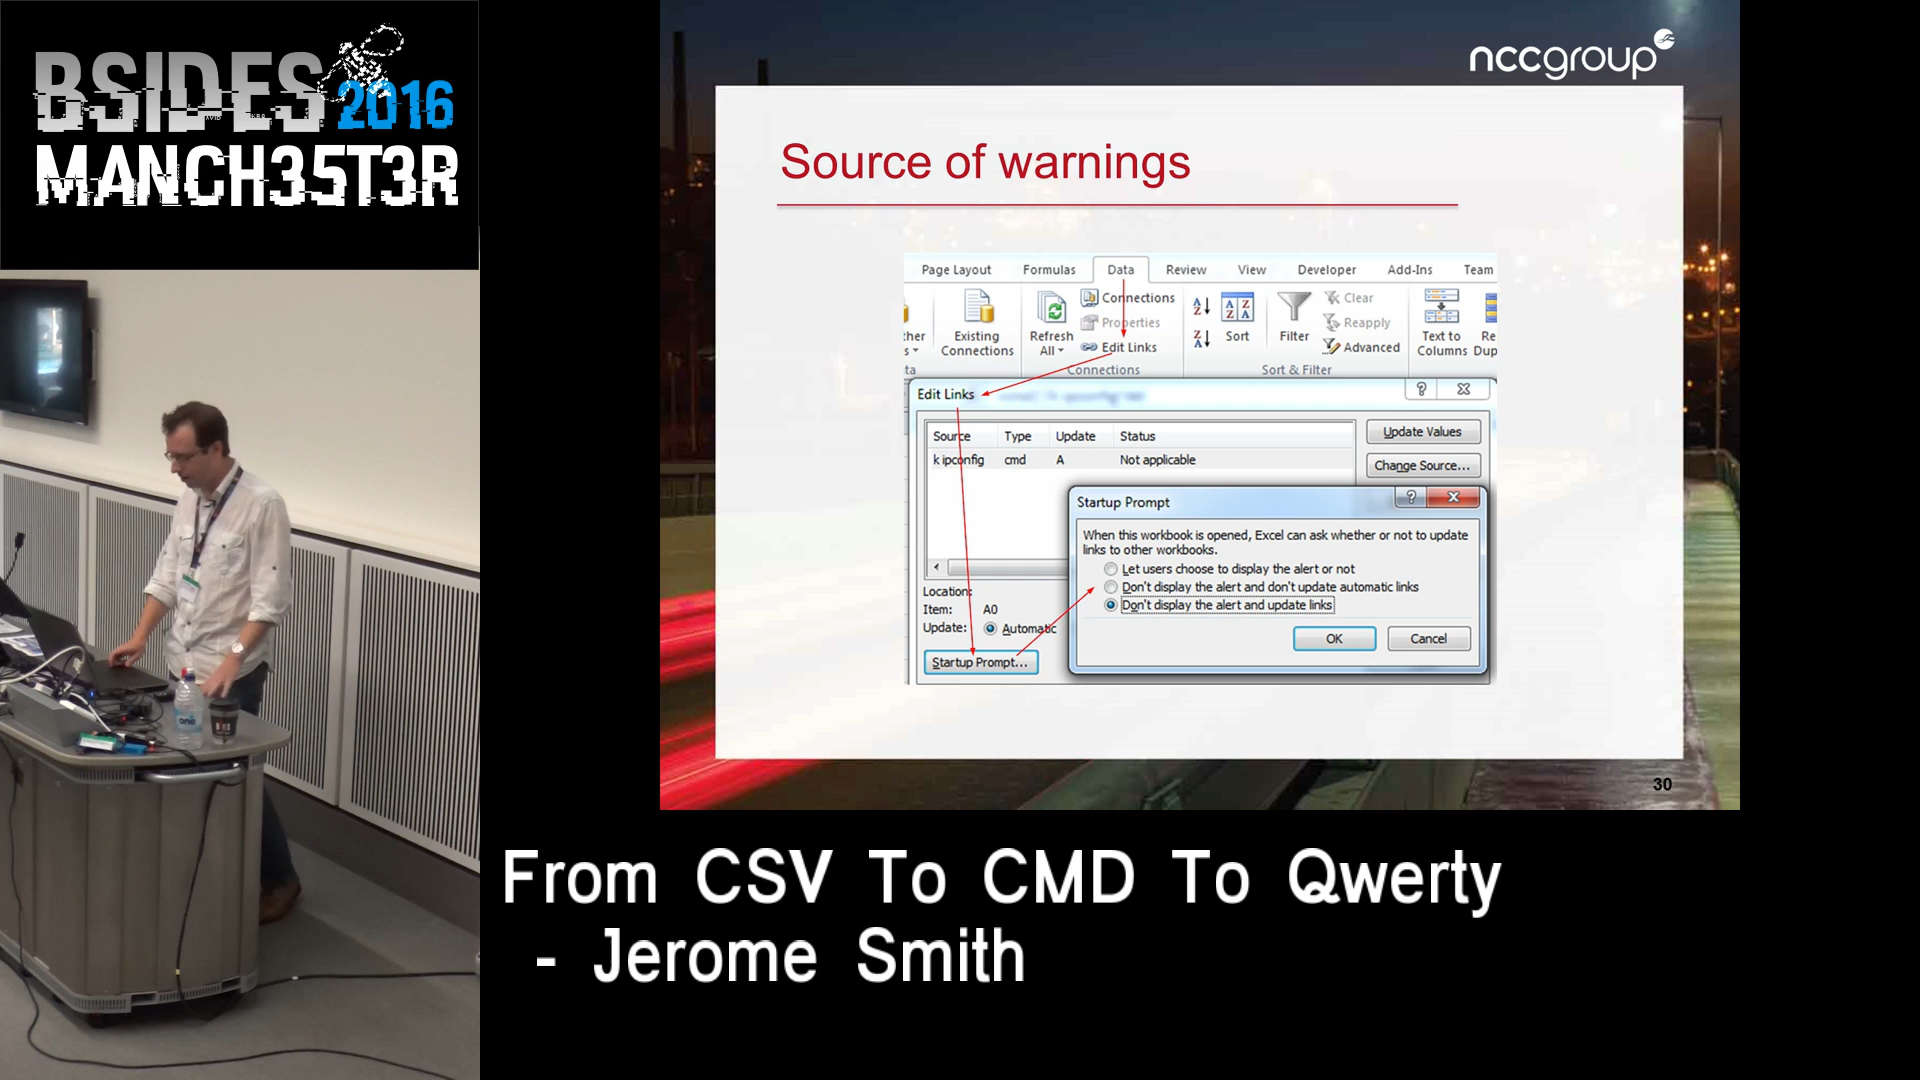 BSIDES 2016
MANCH35T3R
nccgroup
Source of warnings
Page Layout Formulas Data Review View Developer Add-Ins Team
ther Existing Connections Refresh All Connections Properties Edit Links Sort Filter Clear Reapply Advanced Text to Columns Re Dup
ta Connections Sort & Filter
Edit Links
Source Type Update Status
k ipconfig cmd A Not applicable
Update Values
Change Source...
Startup Prompt
When this workbook is opened, Excel can ask whether or not to update
links to other workbooks.
Let users choose to display the alert or not
Don't display the alert and don't update automatic links
Don't display the alert and update links
OK Cancel
Location:
Item: A0
Update: Automatic
Startup Prompt...
30
one
From CSV To CMD To Qwerty
- Jerome Smith